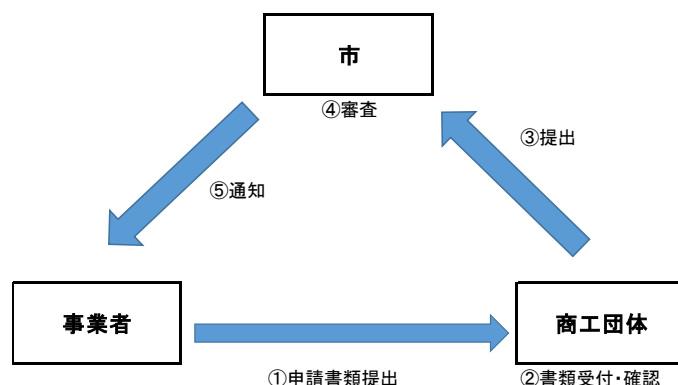 市
④審査
③提出
⑤通知
事業者
商工団体
①申請書類提出
②書類受付・確認